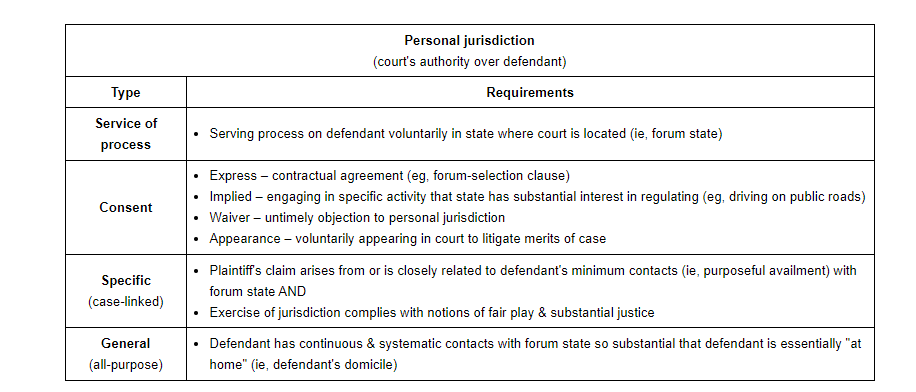 Personal jurisdiction
(court's authority over defendant)
Type
Requirements
Service of
process
• Serving process on defendant voluntarily in state where court is located (ie, forum state)
Consent
• Express – contractual agreement (eg, forum-selection clause)
• Implied – engaging in specific activity that state has substantial interest in regulating (eg, driving on public roads)
• Waiver – untimely objection to personal jurisdiction
• Appearance – voluntarily appearing in court to litigate merits of case
Specific
(case-linked)
• Plaintiff's claim arises from or is closely related to defendant's minimum contacts (ie, purposeful availment) with
forum state AND
• Exercise of jurisdiction complies with notions of fair play & substantial justice
General
(all-purpose)
• Defendant has continuous & systematic contacts with forum state so substantial that defendant is essentially "at
home" (ie, defendant's domicile)